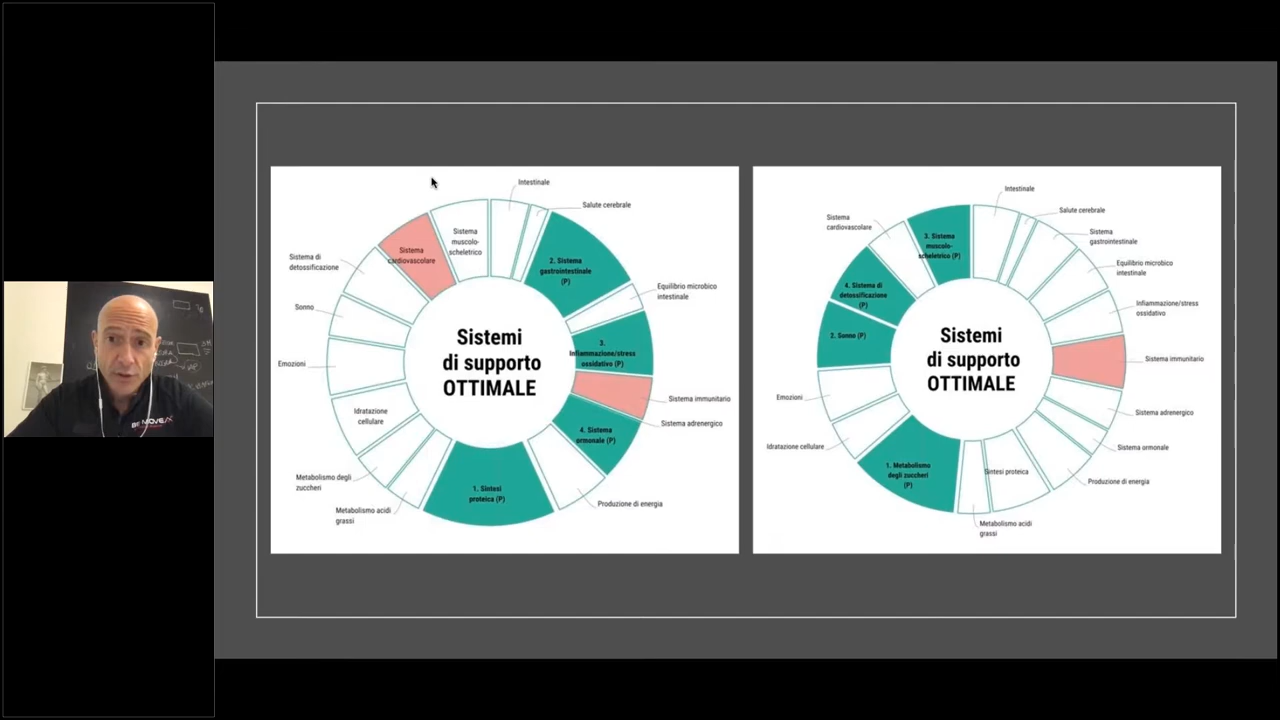 Intestinale
Salute cerebrale
2. Sistema
gastrointestinale
(P)
Equilibrio microbico
intestinale
3.
Infiammazione/stress
ossidativo (P)
Sistema immunitario
Sistema adrenergico
4. Sistema
ormonale (P)
Produzione di energia
1. Sintesi
proteica (P)
Metabolismo acidi
grassi
Metabolismo degli
zuccheri
Idratazione
cellulare
Emozioni
Sonno
Sistema di
detossificazione
Sistema
cardiovascolare
Sistema
muscolo-
scheletrico
Sistemi
di supporto
OTTIMALE
Intestinale
Salute cerebrale
Sistema
gastrointestinale
Equilibrio microbico
intestinale
Infiammazione/stress
ossidativo
Sistema immunitario
Sistema adrenergico
Sistema ormonale
Produzione di energia
Sintesi proteica
Metabolismo acidi
grassi
1. Metabolismo
degli zuccheri
(P)
Idratazione cellulare
Emozioni
2. Sonno (P)
4. Sistema di
detossificazione
(P)
Sistema
cardiovascolare
3. Sistema
muscolo-
scheletrico (P)
Sistemi
di supporto
OTTIMALE